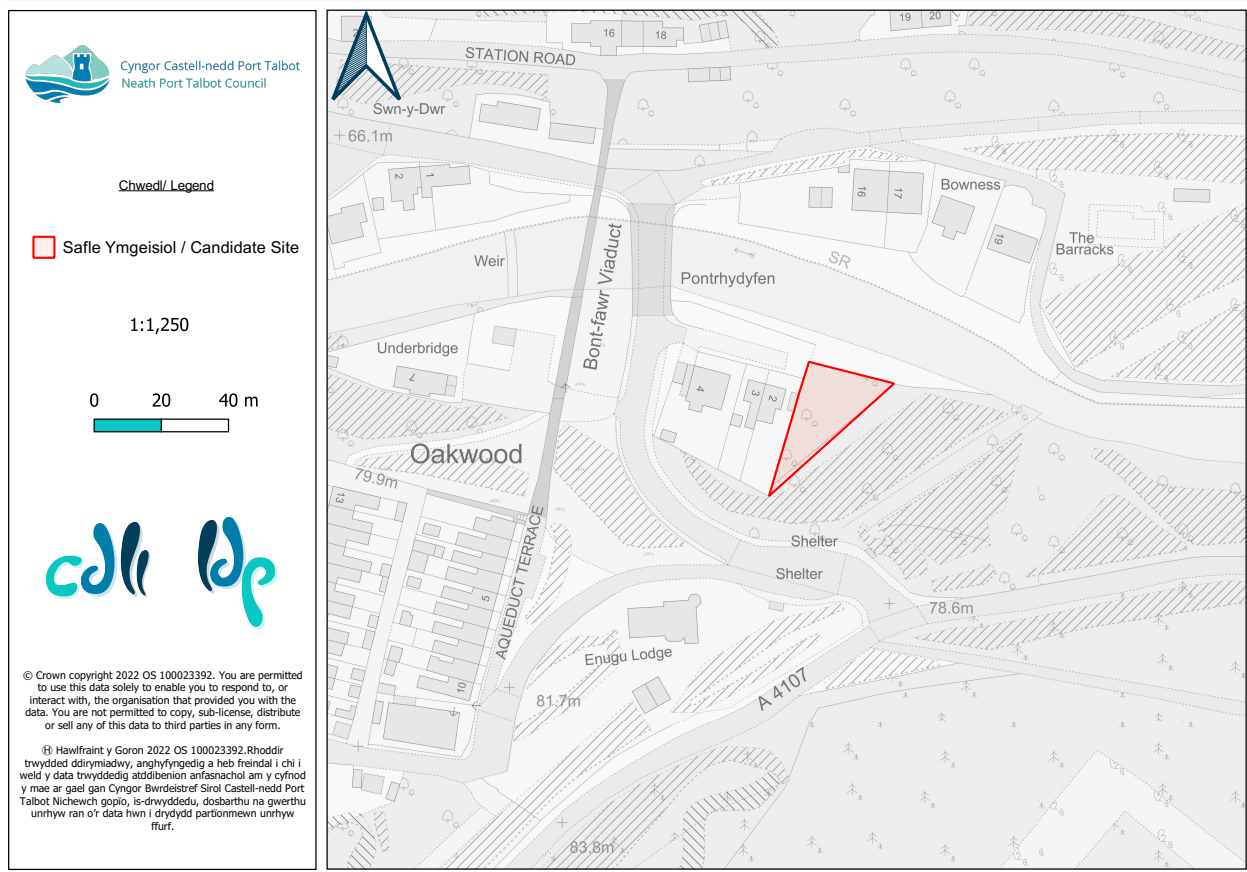 Cyngor Castell-nedd Port Talbot
Neath Port Talbot Council
Chwedl/ Legend
Safle Ymgeisiol / Candidate Site
1:1,250
0 20 40 m
cdll ldp
© Crown copyright 2022 OS 100023392. You are permitted
to use this data solely to enable you to respond to, or
interact with, the organisation that provided you with the
data. You are not permitted to copy, sub-license, distribute
or sell any of this data to third parties in any form.
Ⓗ Hawlfraint y Goron 2022 OS 100023392.Rhoddir
trwydded ddirymiadwy, anghyfyngedig a heb freindal i chi i
weld y data trwyddedig atddibenion anfasnachol am y cyfnod
y mae ar gael gan Cyngor Bwrdeistref Sirol Castell-nedd Port
Talbot Nichewch gopïo, is-drwyddedu, dosbarthu na gwerthu
unrhyw ran o'r data hwn i drydydd partïonmewn unrhyw
ffurf.
16
18
19
20
STATION ROAD
Swn-y-Dwr
66.1m
2
1
16
17
Bowness
19
The
Barracks
Weir
Bont-fawr Viaduct
Pontrhydyfen
SR
Underbridge
7
4
3
2
Oakwood
79.9m
13
AQUEDUCT TERRACE
5
10
Shelter
Shelter
78.6m
Enugu Lodge
81.7m
A 4107
83.8m